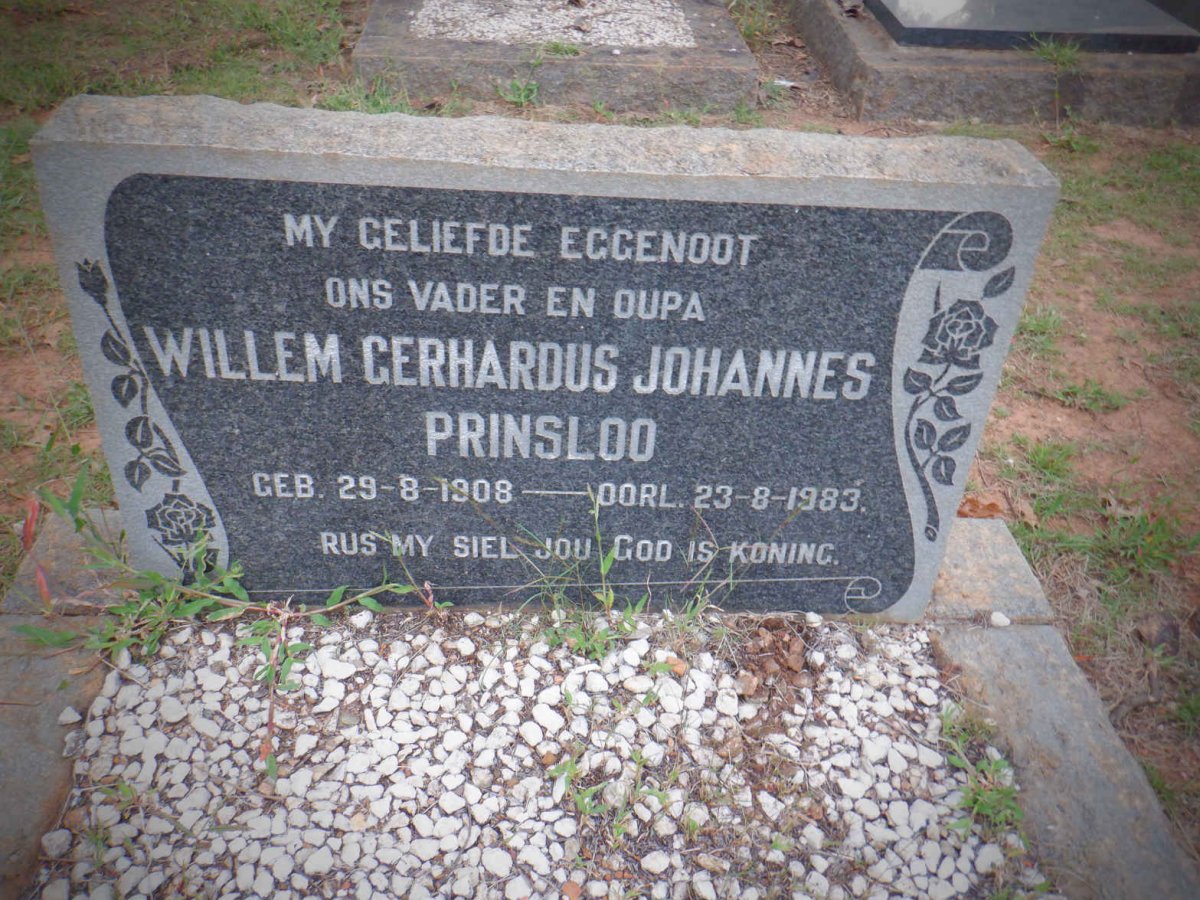 MY GELIEFDE EGGENOOT
ONS VADER EN OUPA
WILLEM GERHARDUS JOHANNES
PRINSLOO
GEB. 29-8-1908 — OORL. 23-8-1983.
RUS MY SIEL JOU GOD IS KONING.